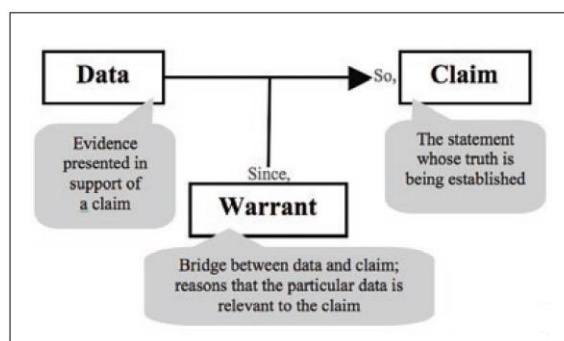 Data
So,
Claim
Evidence
presented in
support of
a claim
The statement
whose truth is
being established
Since,
Warrant
Bridge between data and claim;
reasons that the particular data is
relevant to the claim